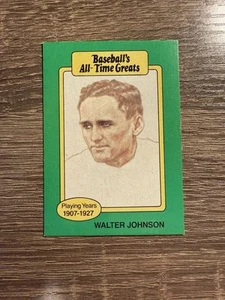 Baseball's
All-Time Greats
Playing Years
1907-1927
WALTER JOHNSON